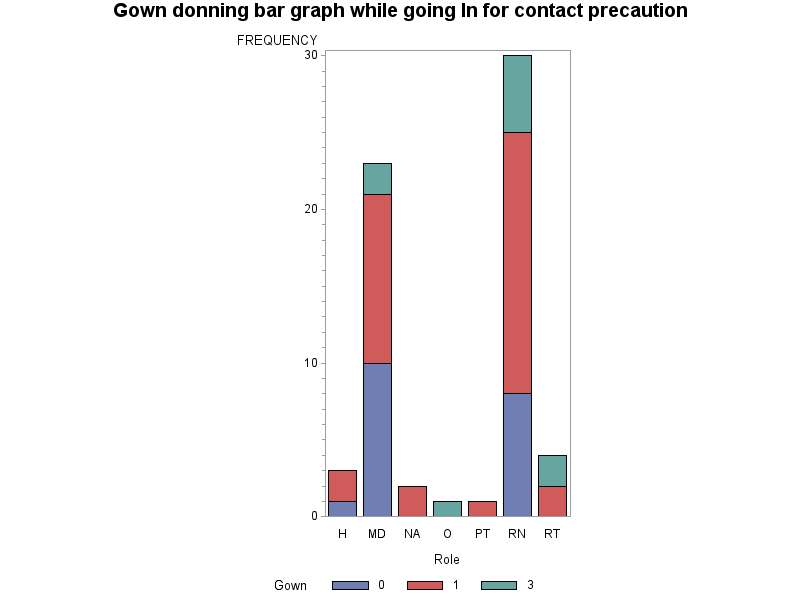 Gown donning bar graph while going In for contact precaution
FREQUENCY
30
20
10
0
H MD NA O PT RN RT
Role
Gown 0 1 3